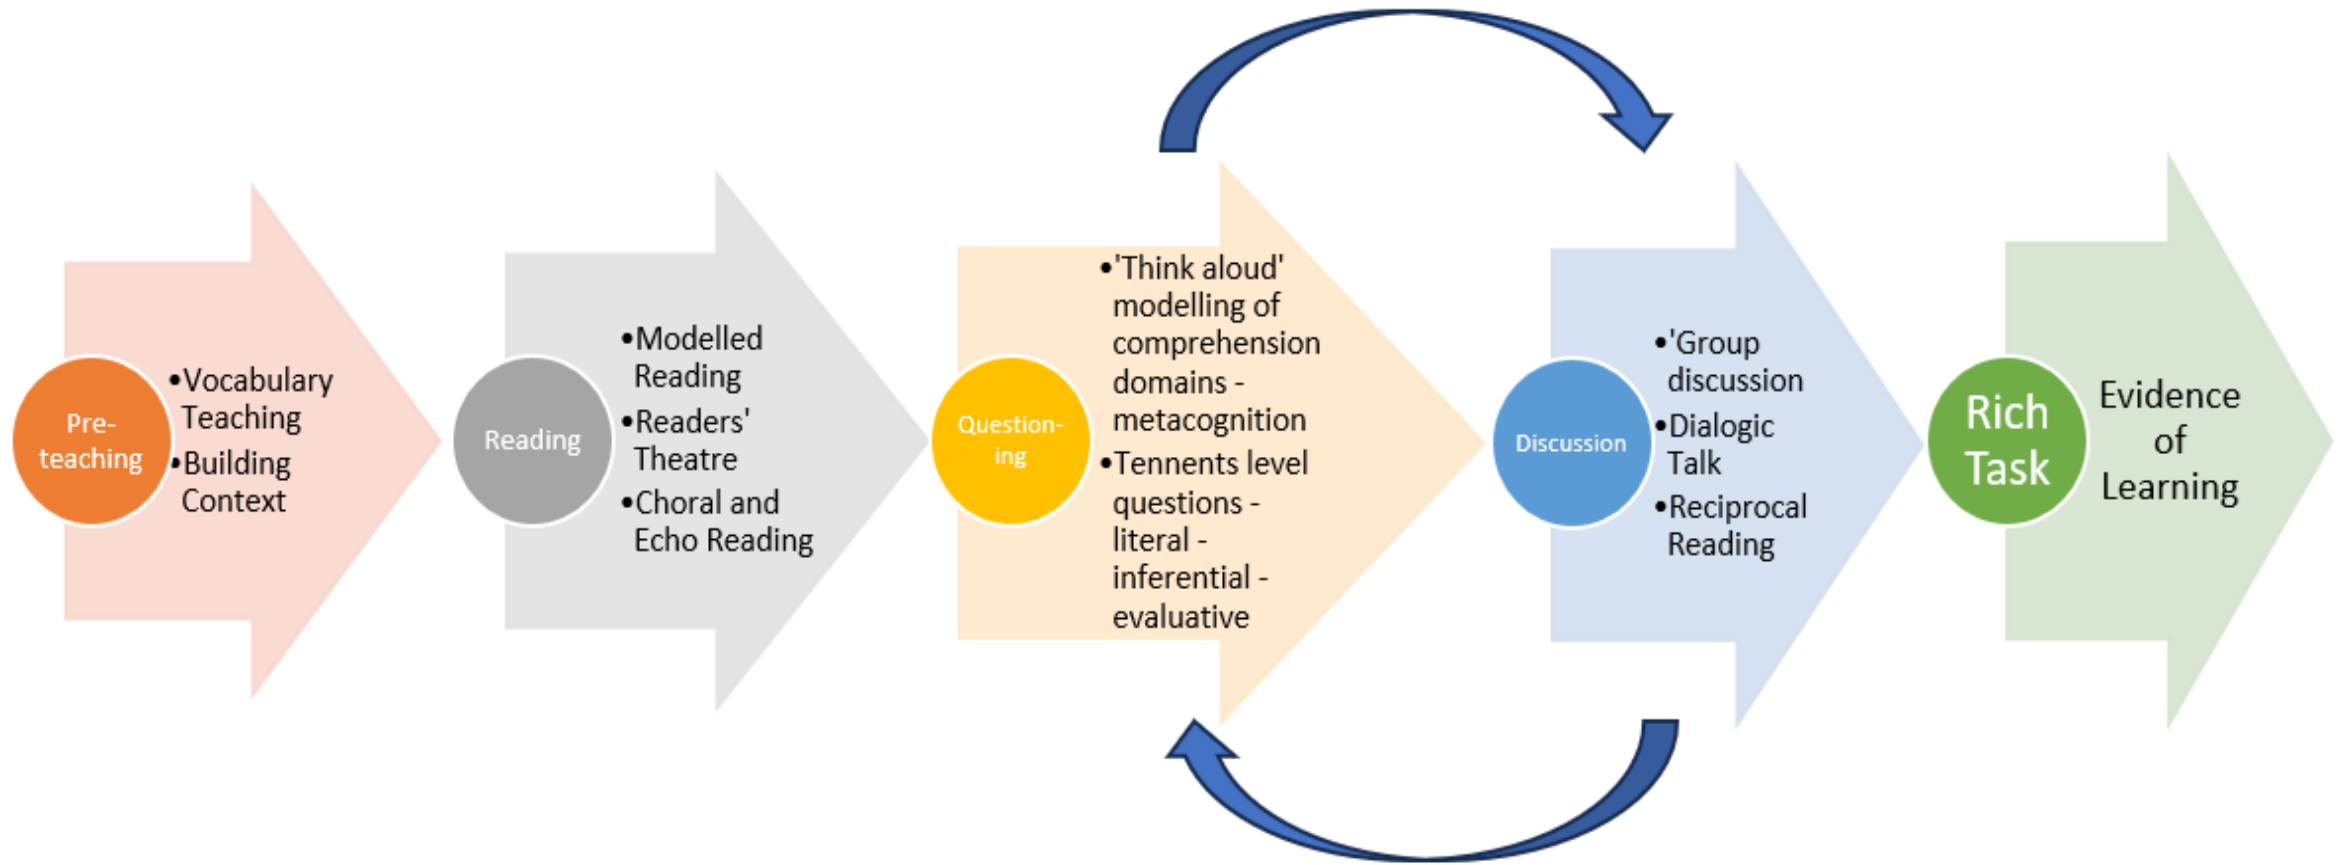 Pre-
teaching
•Vocabulary
Teaching
•Building
Context
Reading
•Modelled
Reading
•Readers'
Theatre
•Choral and
Echo Reading
Question-
ing
•'Think aloud'
modelling of
comprehension
domains -
metacognition
•Tennents level
questions -
literal -
inferential -
evaluative
Discussion
•'Group
discussion
•Dialogic
Talk
•Reciprocal
Reading
Rich
Task
Evidence
of
Learning